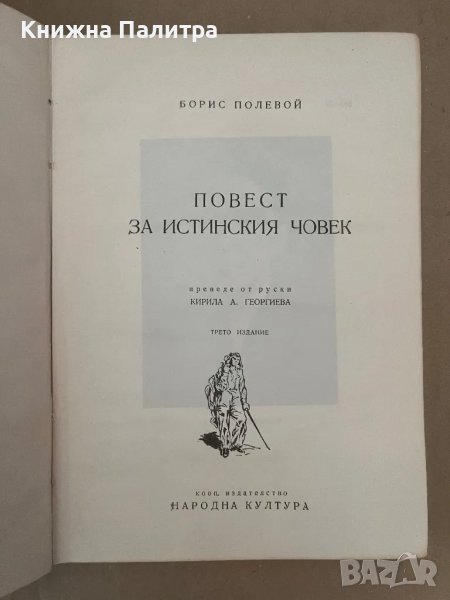 Книжна Палитра
БОРИС ПОЛЕВОЙ
ПОВЕСТ
ЗА ИСТИНСКИЯ ЧОВЕК
преведе от руски
КИРИЛА А. ГЕОРГИЕВА
ТРЕТО ИЗДАНИЕ
кооп. издателство
НАРОДНА КУЛТУРА
BAZAR